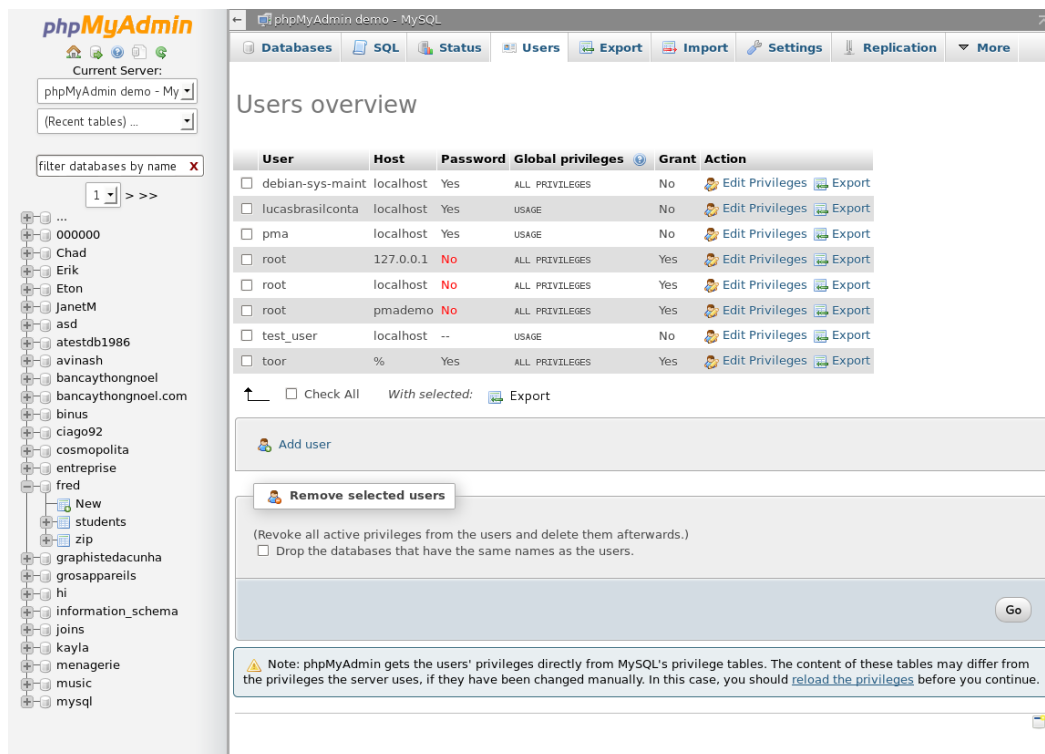 phpMyAdmin
Current Server:
phpMyAdmin demo - My
(Recent tables) ...
filter databases by name X
1 > >>
...
000000
Chad
Erik
Eton
JanetM
asd
atestdb1986
avinash
bancaythongnoel
bancaythongnoel.com
binus
ciago92
cosmopolita
entreprise
fred
New
students
zip
graphistedacunha
grosappareils
hi
information_schema
joins
kayla
menagerie
music
mysql
phpMyAdmin demo - MySQL
Databases SQL Status Users Export Import Settings Replication More
Users overview
User Host Password Global privileges Grant Action
debian-sys-maint localhost Yes ALL PRIVILEGES No Edit Privileges Export
lucasbrasilconta localhost Yes USAGE No Edit Privileges Export
pma localhost Yes USAGE No Edit Privileges Export
root 127.0.0.1 No ALL PRIVILEGES Yes Edit Privileges Export
root localhost No ALL PRIVILEGES Yes Edit Privileges Export
root pmademo No ALL PRIVILEGES Yes Edit Privileges Export
test_user localhost -- USAGE No Edit Privileges Export
toor % Yes ALL PRIVILEGES Yes Edit Privileges Export
Check All With selected: Export
Add user
Remove selected users
(Revoke all active privileges from the users and delete them afterwards.)
Drop the databases that have the same names as the users.
Go
Note: phpMyAdmin gets the users' privileges directly from MySQL's privilege tables. The content of these tables may differ from
the privileges the server uses, if they have been changed manually. In this case, you should reload the privileges before you continue.